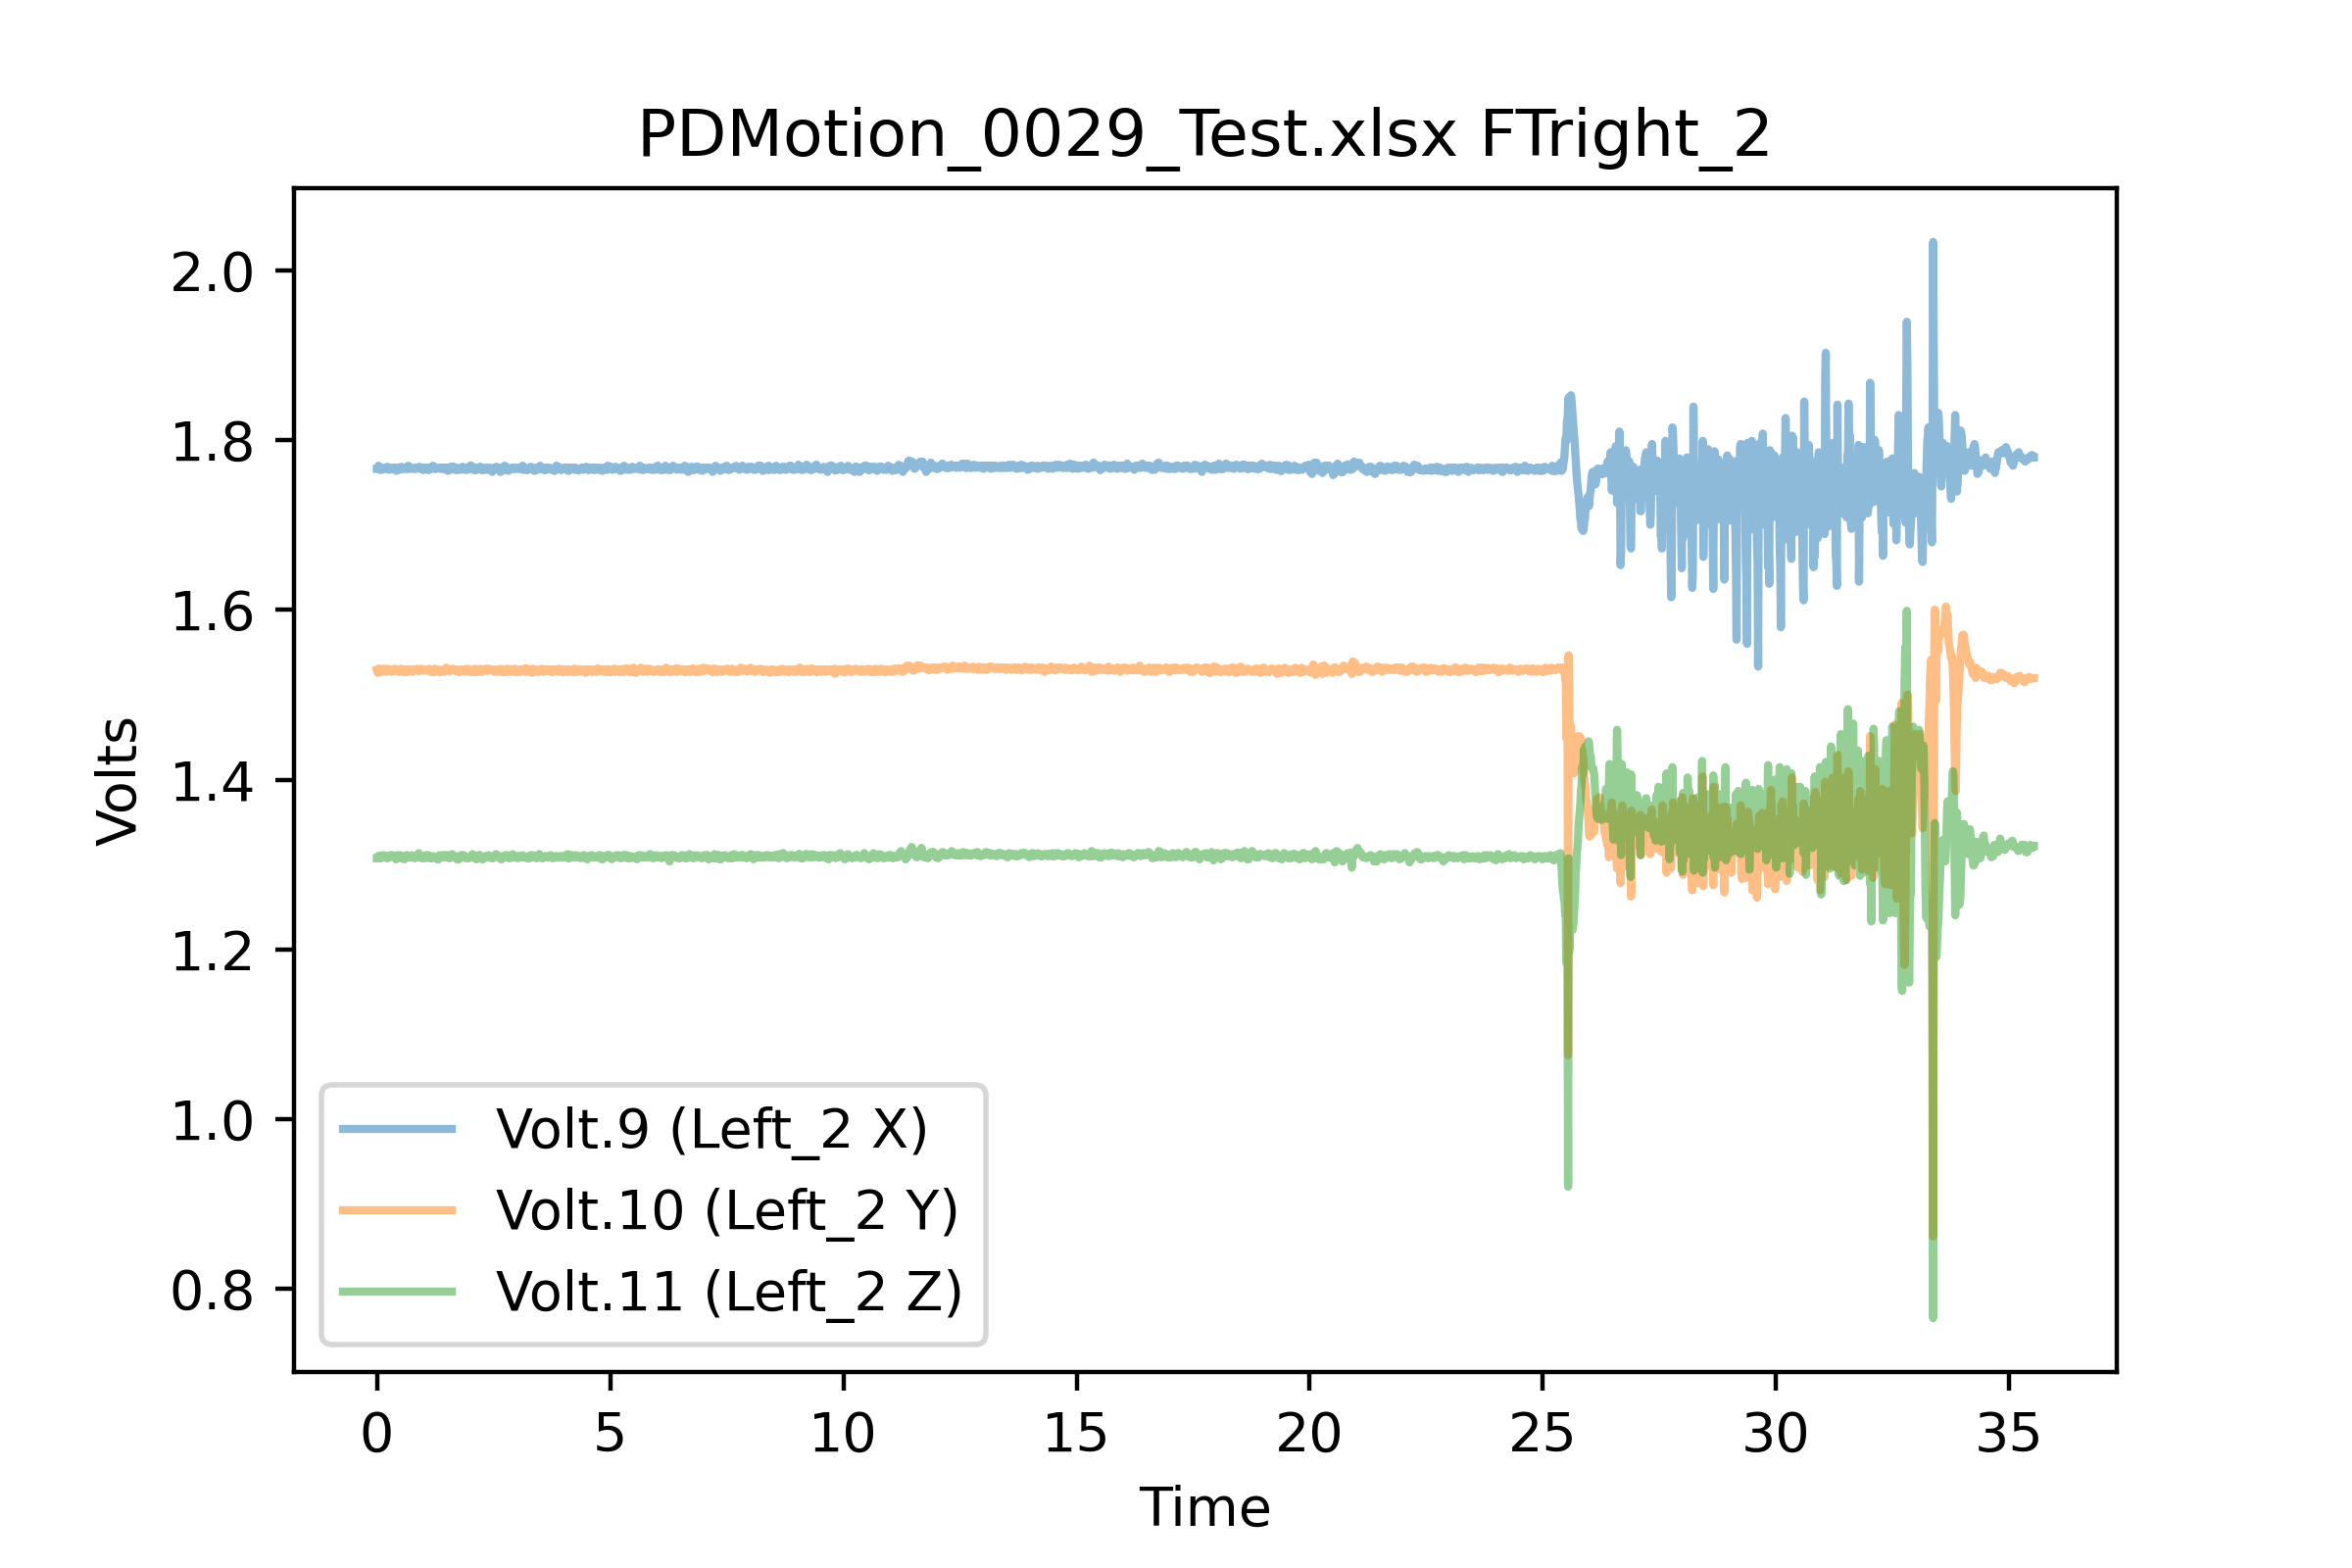 PDMotion_0029_Test.xlsx FTright_2
Volts
2.0
1.8
1.6
1.4
1.2
1.0
0.8
Volt.9 (Left_2 X)
Volt.10 (Left_2 Y)
Volt.11 (Left_2 Z)
0 5 10 15 20 25 30 35
Time